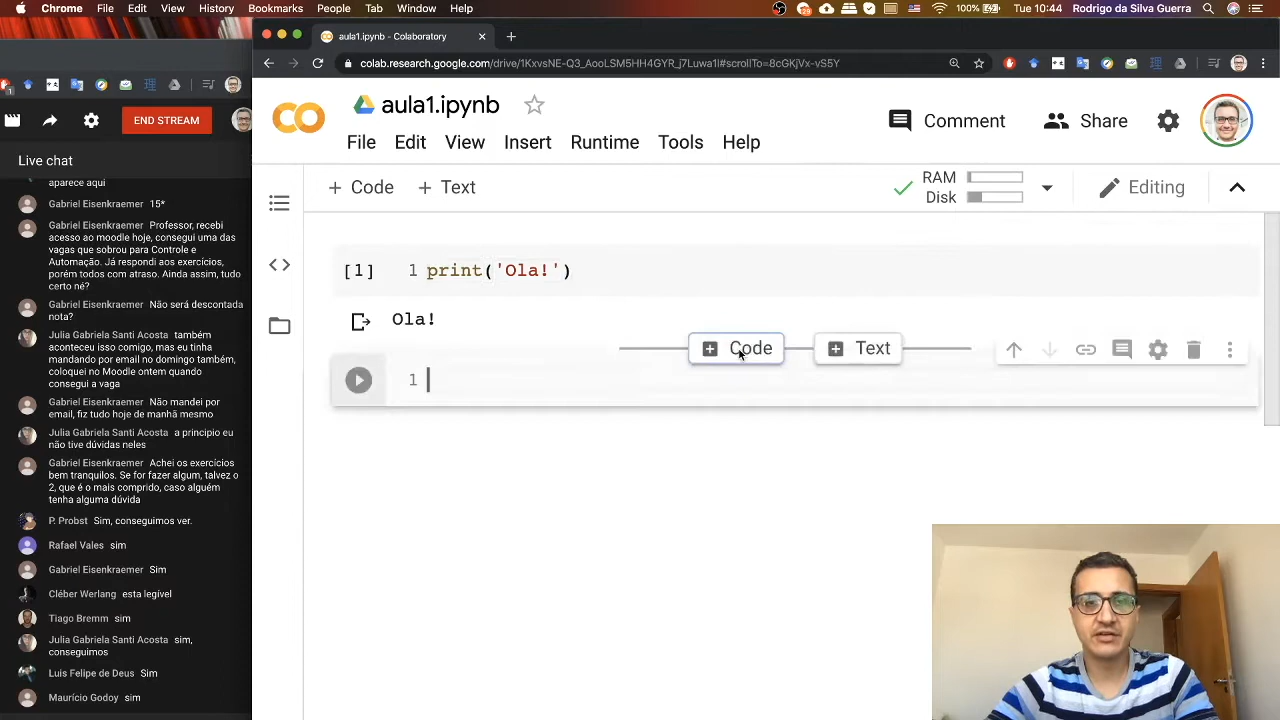 Chrome File Edit View History Bookmarks People Tab Window Help
29 100% Tue 10:44 Rodrigo da Silva Guerra
aula1.ipynb - Colaboratory
colab.research.google.com/drive/1KxvsNE-Q3_AooLSM5HH4GYR_j7Luwa1I#scrollTo=8cGKjVx-vS5Y
END STREAM
Live chat
aparece aqui
Gabriel Eisenkraemer 15*
Gabriel Eisenkraemer Professor, recebi
acesso ao moodle hoje, consegui uma das
vagas que sobrou para Controle e
Automação. Já respondi aos exercícios,
porém todos com atraso. Ainda assim, tudo
certo né?
Gabriel Eisenkraemer Não será descontada
nota?
Julia Gabriela Santi Acosta também
aconteceu isso comigo, mas eu tinha
mandando por email no domingo também,
coloquei no Moodle ontem quando
consegui a vaga
Gabriel Eisenkraemer Não mandei por
email, fiz tudo hoje de manhã mesmo
Julia Gabriela Santi Acosta a principio eu
não tive dúvidas neles
Gabriel Eisenkraemer Achei os exercícios
bem tranquilos. Se for fazer algum, talvez o
2, que é o mais comprido, caso alguém
tenha alguma dúvida
P. Probst Sim, conseguimos ver.
Rafael Vales sim
Gabriel Eisenkraemer Sim
Cléber Werlang esta legível
Tiago Bremm sim
Julia Gabriela Santi Acosta sim,
conseguimos
Luis Felipe de Deus Sim
Maurício Godoy sim
CO
aula1.ipynb
Comment Share
File Edit View Insert Runtime Tools Help
+ Code + Text
RAM
Disk
Editing
[1] 1 print('Ola!')
Ola!
Code Text
1